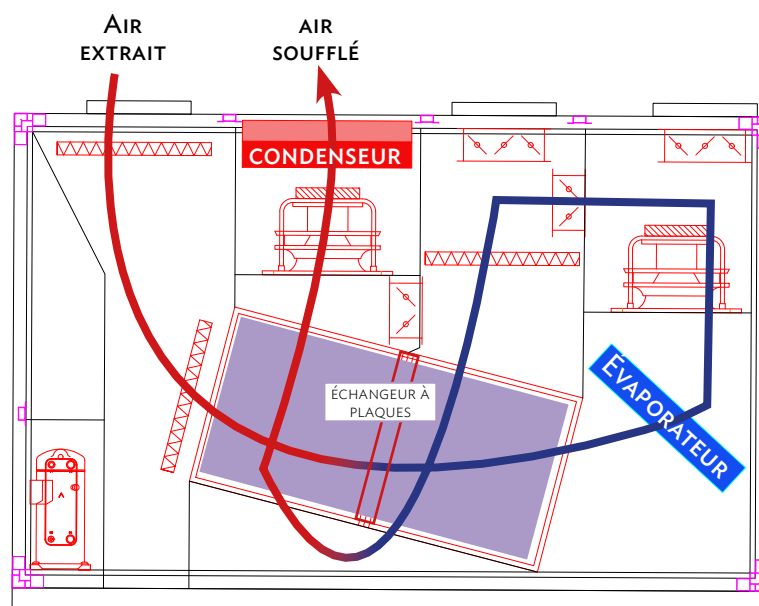 AIR
EXTRAIT
AIR
SOUFFLÉ
CONDENSEUR
ÉCHANGEUR À
PLAQUES
ÉVAPORATEUR